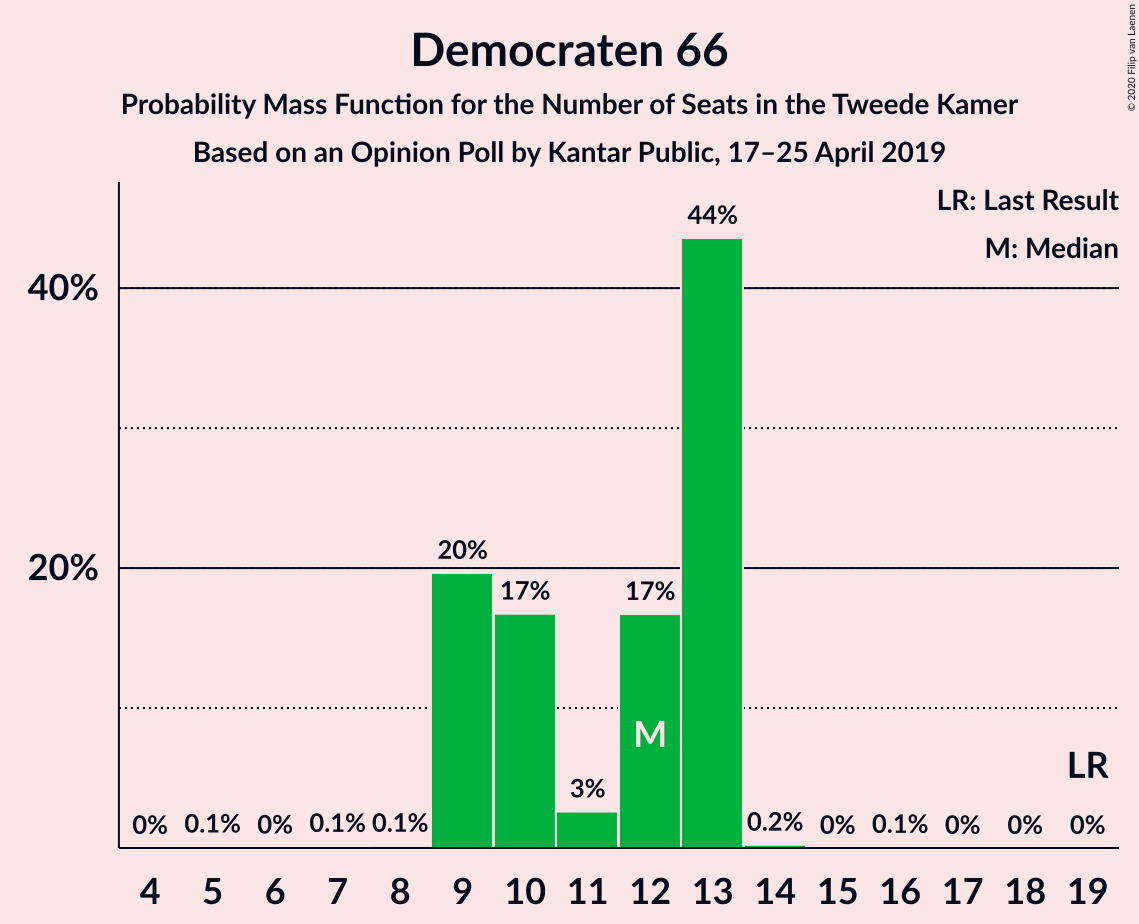 Democraten 66
Probability Mass Function for the Number of Seats in the Tweede Kamer
Based on an Opinion Poll by Kantar Public, 17–25 April 2019
© 2020 Filip van Laenen
LR: Last Result
M: Median
44%
40%
20%
20%
17%
17%
M
LR
3%
0%
0.1%
0%
0.1%
0.1%
0.2%
0%
0.1%
0%
0%
0%
4 5 6 7 8 9 10 11 12 13 14 15 16 17 18 19